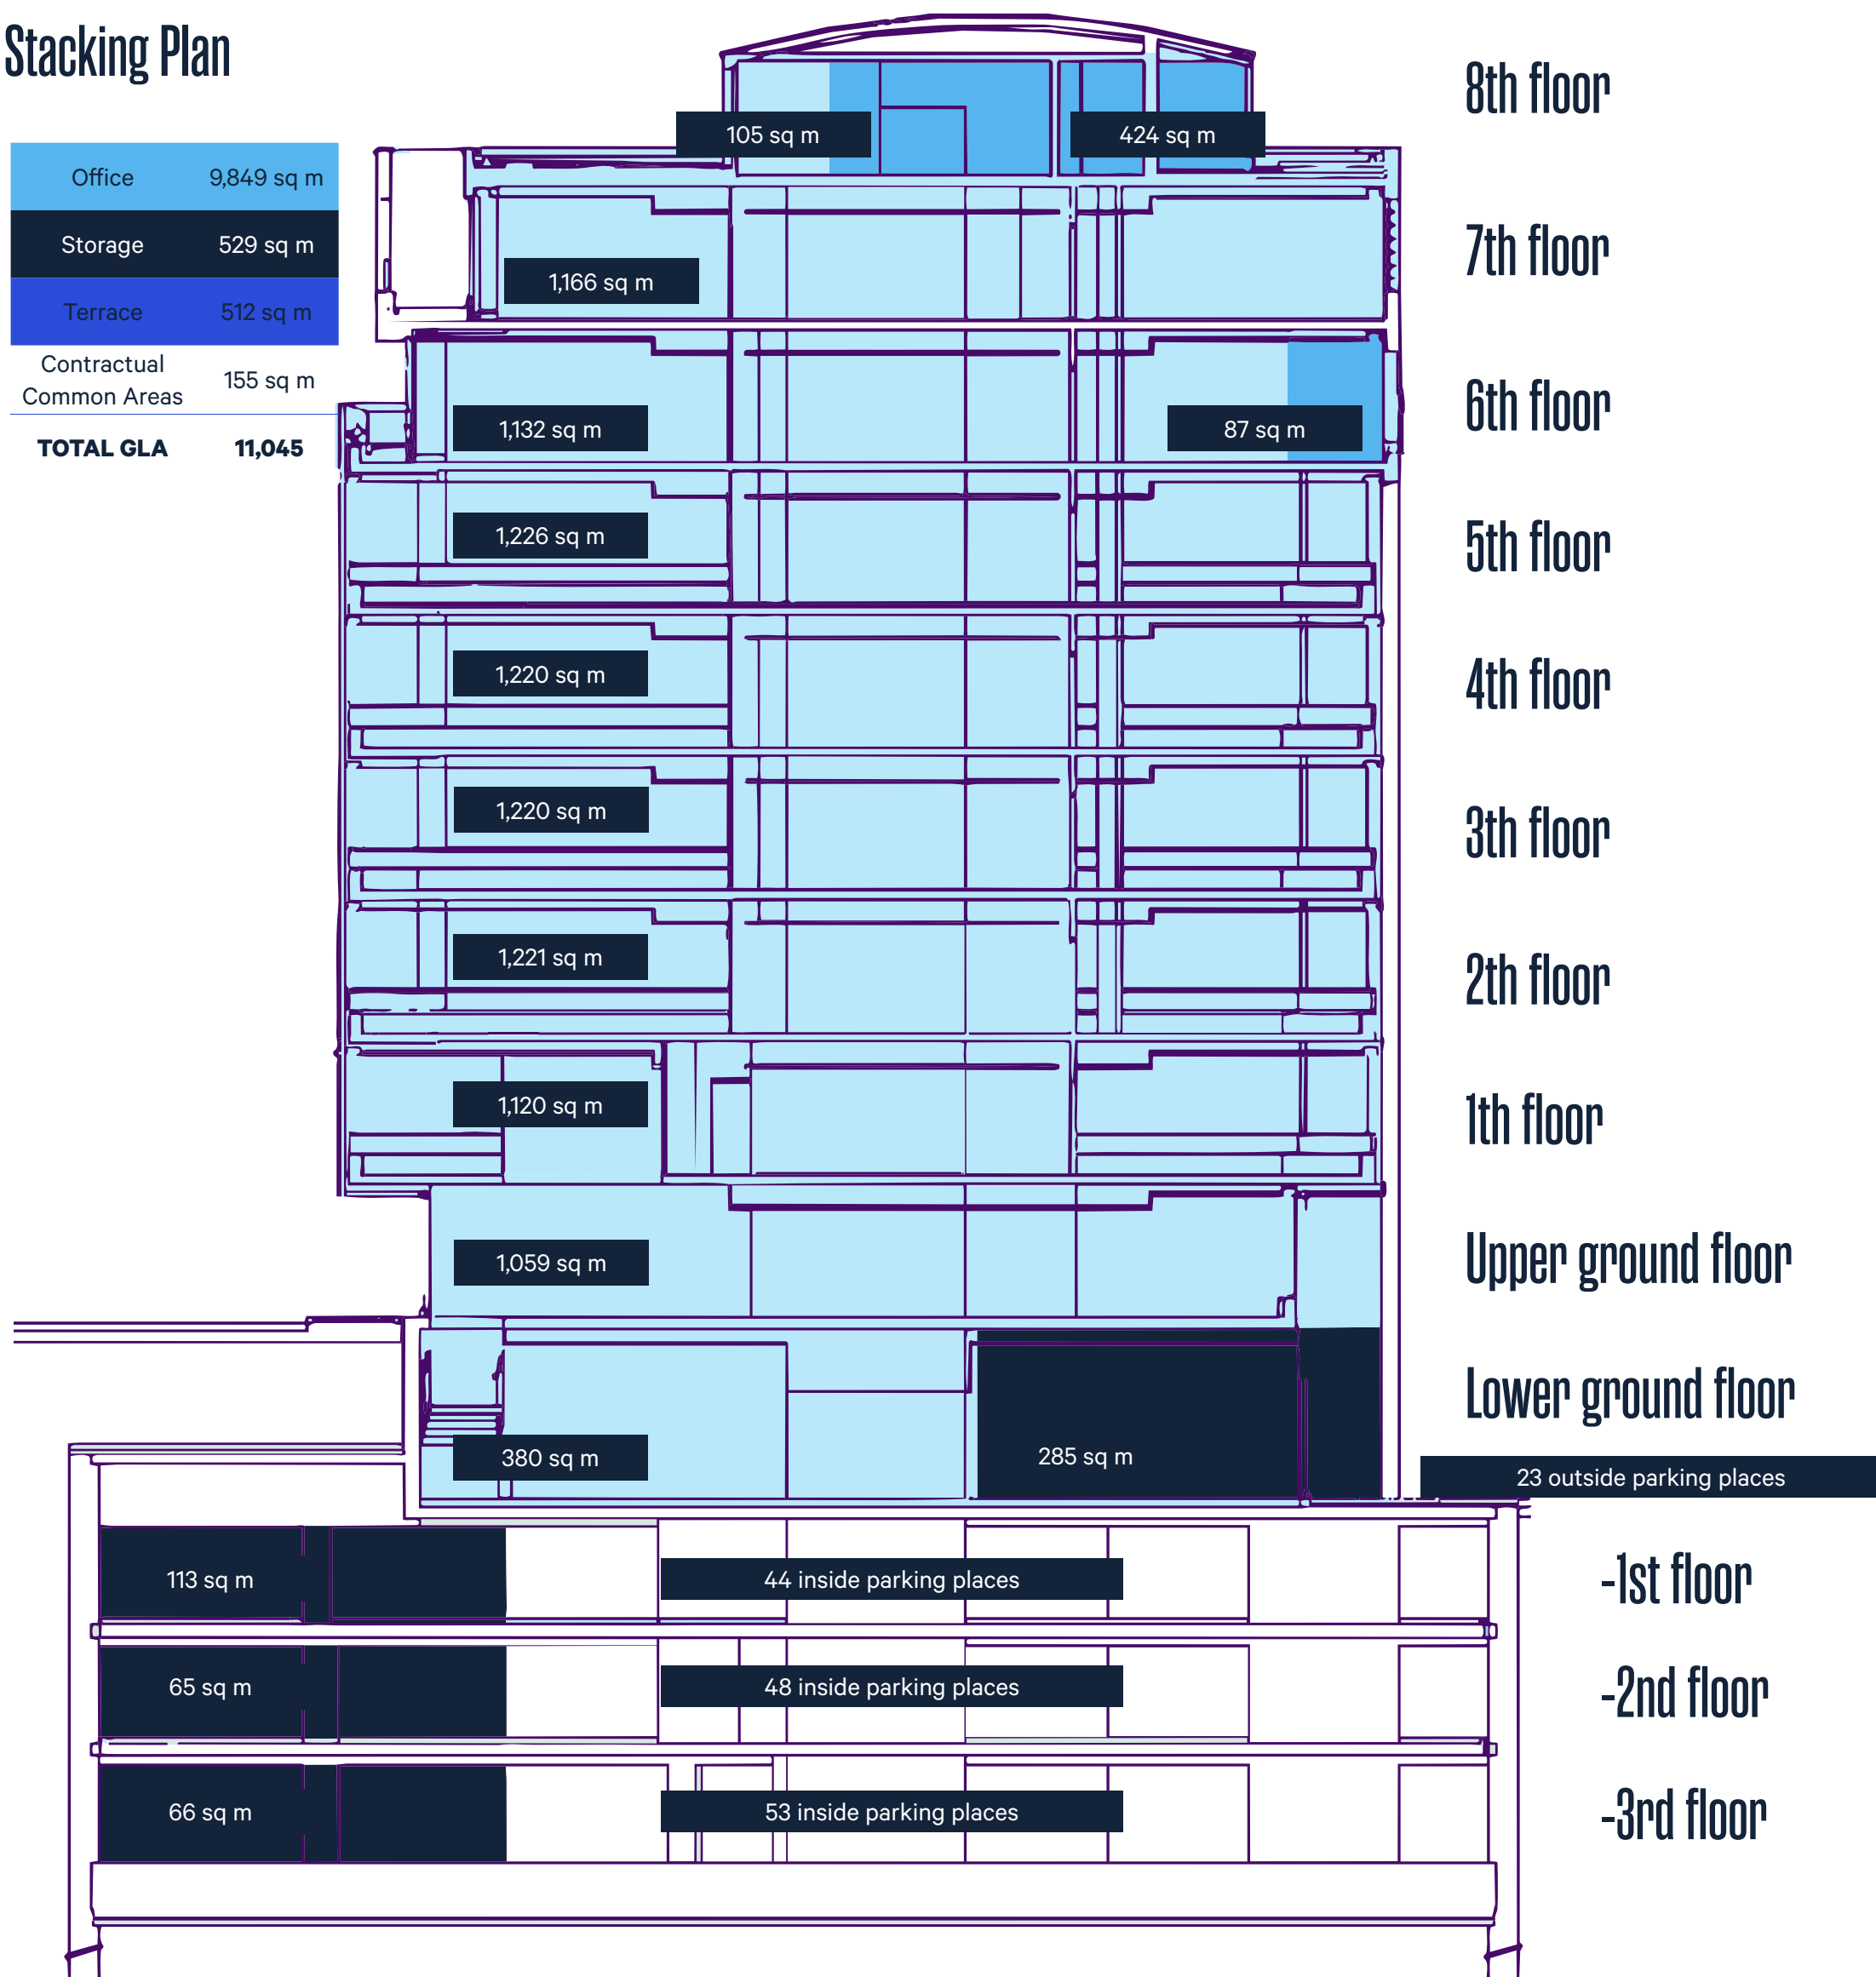 Stacking Plan
Office 9,849 sq m
Storage 529 sq m
Terrace 512 sq m
Contractual
Common Areas 155 sq m
TOTAL GLA 11,045
105 sq m 424 sq m 8th floor
1,166 sq m 7th floor
1,132 sq m 87 sq m 6th floor
1,226 sq m 5th floor
1,220 sq m 4th floor
1,220 sq m 3th floor
1,221 sq m 2th floor
1,120 sq m 1th floor
1,059 sq m Upper ground floor
Lower ground floor
380 sq m 285 sq m
23 outside parking places
113 sq m 44 inside parking places -1st floor
65 sq m 48 inside parking places -2nd floor
66 sq m 53 inside parking places -3rd floor